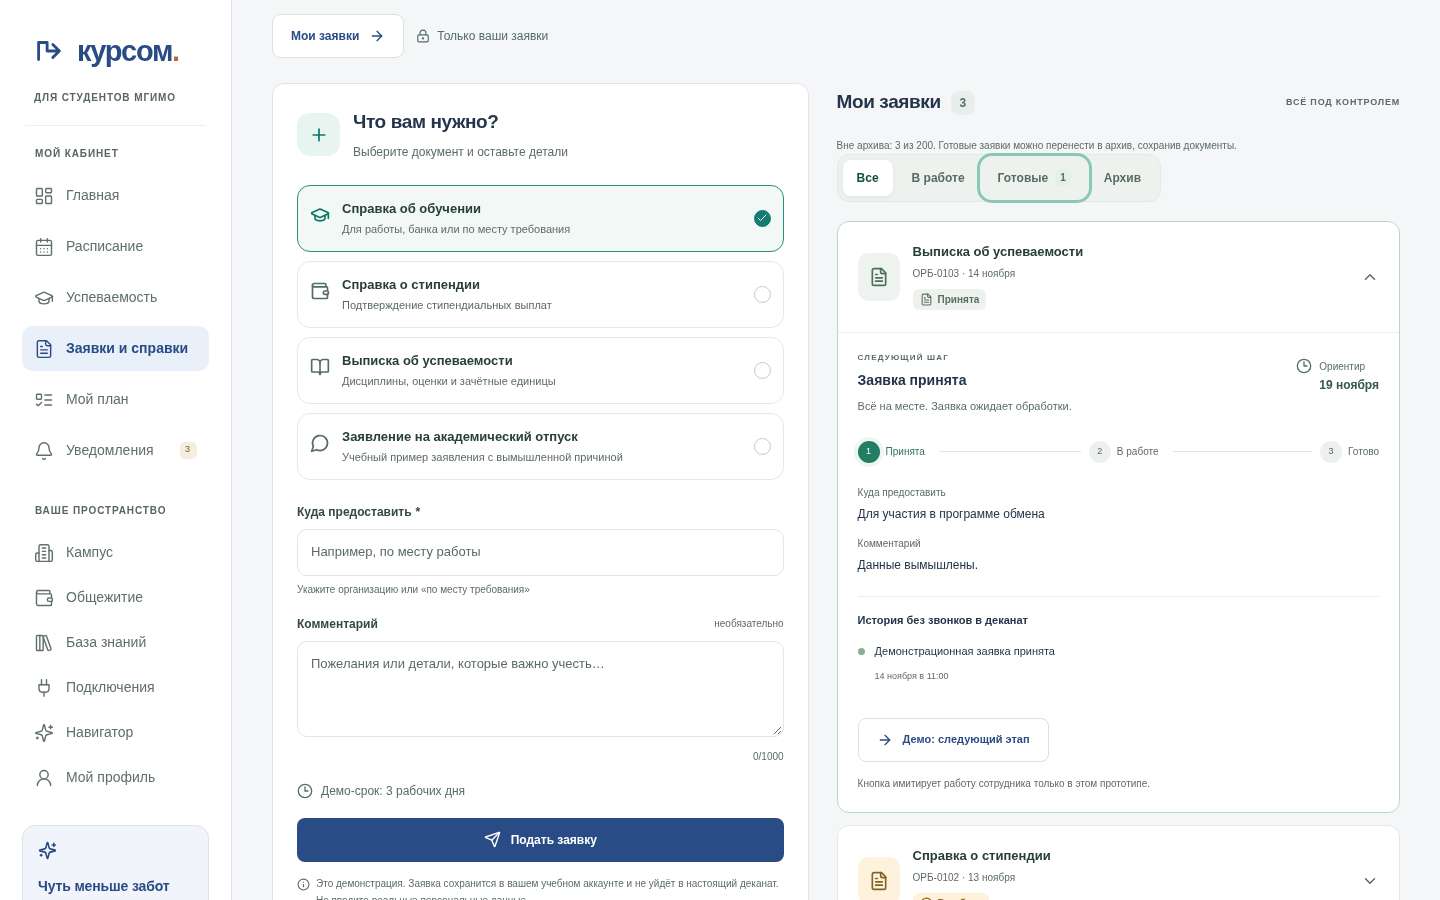 курсом.
ДЛЯ СТУДЕНТОВ МГИМО
МОЙ КАБИНЕТ
Главная
Расписание
Успеваемость
Заявки и справки
Мой план
Уведомления 3
ВАШЕ ПРОСТРАНСТВО
Кампус
Общежитие
База знаний
Подключения
Навигатор
Мой профиль
Чуть меньше забот
Мои заявки
Только ваши заявки
Что вам нужно?
Выберите документ и оставьте детали
Справка об обучении
Для работы, банка или по месту требования
Справка о стипендии
Подтверждение стипендиальных выплат
Выписка об успеваемости
Дисциплины, оценки и зачётные единицы
Заявление на академический отпуск
Учебный пример заявления с вымышленной причиной
Куда предоставить *
Например, по месту работы
Укажите организацию или «по месту требования»
Комментарий необязательно
Пожелания или детали, которые важно учесть…
0/1000
Демо-срок: 3 рабочих дня
Подать заявку
Это демонстрация. Заявка сохранится в вашем учебном аккаунте и не уйдёт в настоящий деканат.
Мои заявки 3
ВСЁ ПОД КОНТРОЛЕМ
Вне архива: 3 из 200. Готовые заявки можно перенести в архив, сохранив документы.
Все В работе Готовые 1 Архив
Выписка об успеваемости
ОРБ-0103 · 14 ноября
Принята
СЛЕДУЮЩИЙ ШАГ
Заявка принята
Всё на месте. Заявка ожидает обработки.
Ориентир
19 ноября
1 Принята 2 В работе 3 Готово
Куда предоставить
Для участия в программе обмена
Комментарий
Данные вымышлены.
История без звонков в деканат
Демонстрационная заявка принята
14 ноября в 11:00
Демо: следующий этап
Кнопка имитирует работу сотрудника только в этом прототипе.
Справка о стипендии
ОРБ-0102 · 13 ноября